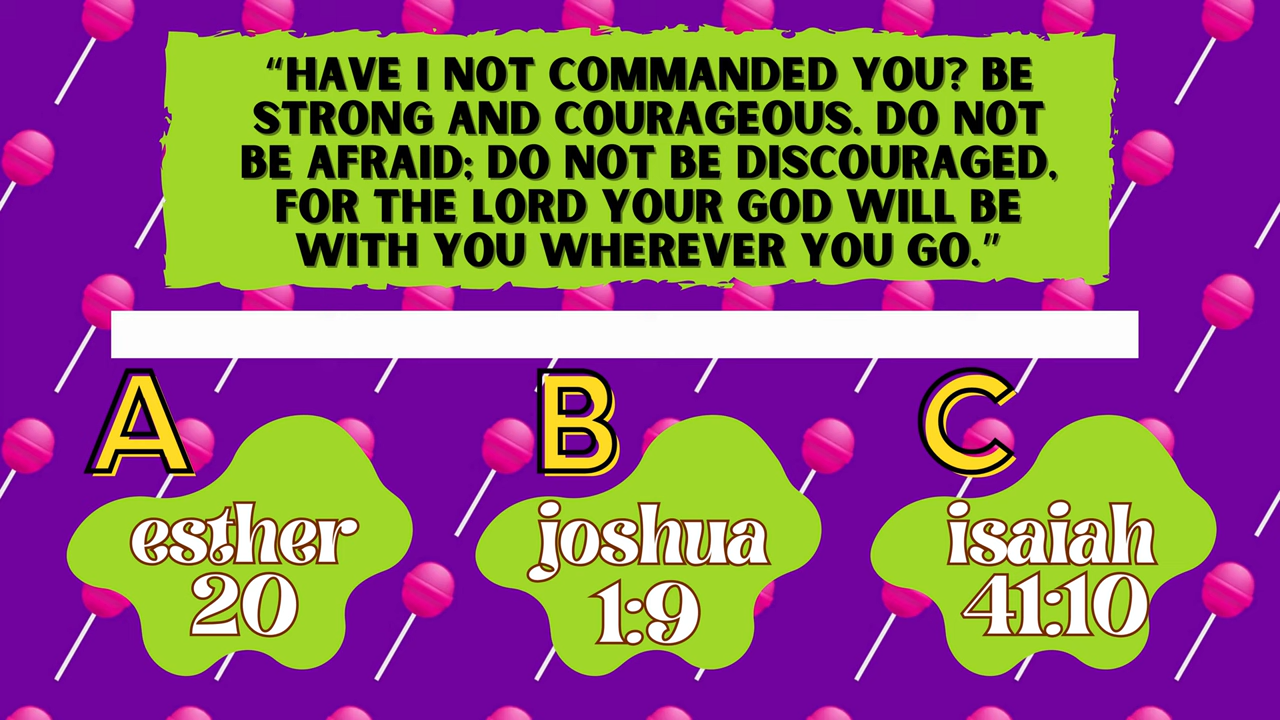 “HAVE I NOT COMMANDED YOU? BE
STRONG AND COURAGEOUS. DO NOT
BE AFRAID; DO NOT BE DISCOURAGED,
FOR THE LORD YOUR GOD WILL BE
WITH YOU WHEREVER YOU GO.”
A
B
C
esther
20
joshua
1:9
isaiah
41:10